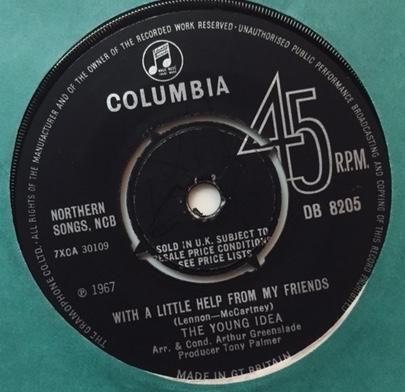 THE GRAMOPHONE CO. LTD. · ALL RIGHTS OF THE MANUFACTURER AND OF THE OWNER OF THE RECORDED WORK RESERVED · UNAUTHORISED PUBLIC PERFORMANCE BROADCASTING AND COPYING OF THIS RECORD PROHIBITED
COLUMBIA
45
R.P.M.
NORTHERN
SONGS, NCB
7XCA 30109
DB 8205
SOLD IN U.K. SUBJECT TO
RESALE PRICE CONDITIONS
SEE PRICE LISTS
℗ 1967
WITH A LITTLE HELP FROM MY FRIENDS
(Lennon—McCartney)
THE YOUNG IDEA
Arr. & Cond. Arthur Greenslade
Producer Tony Palmer
MADE IN GT BRITAIN